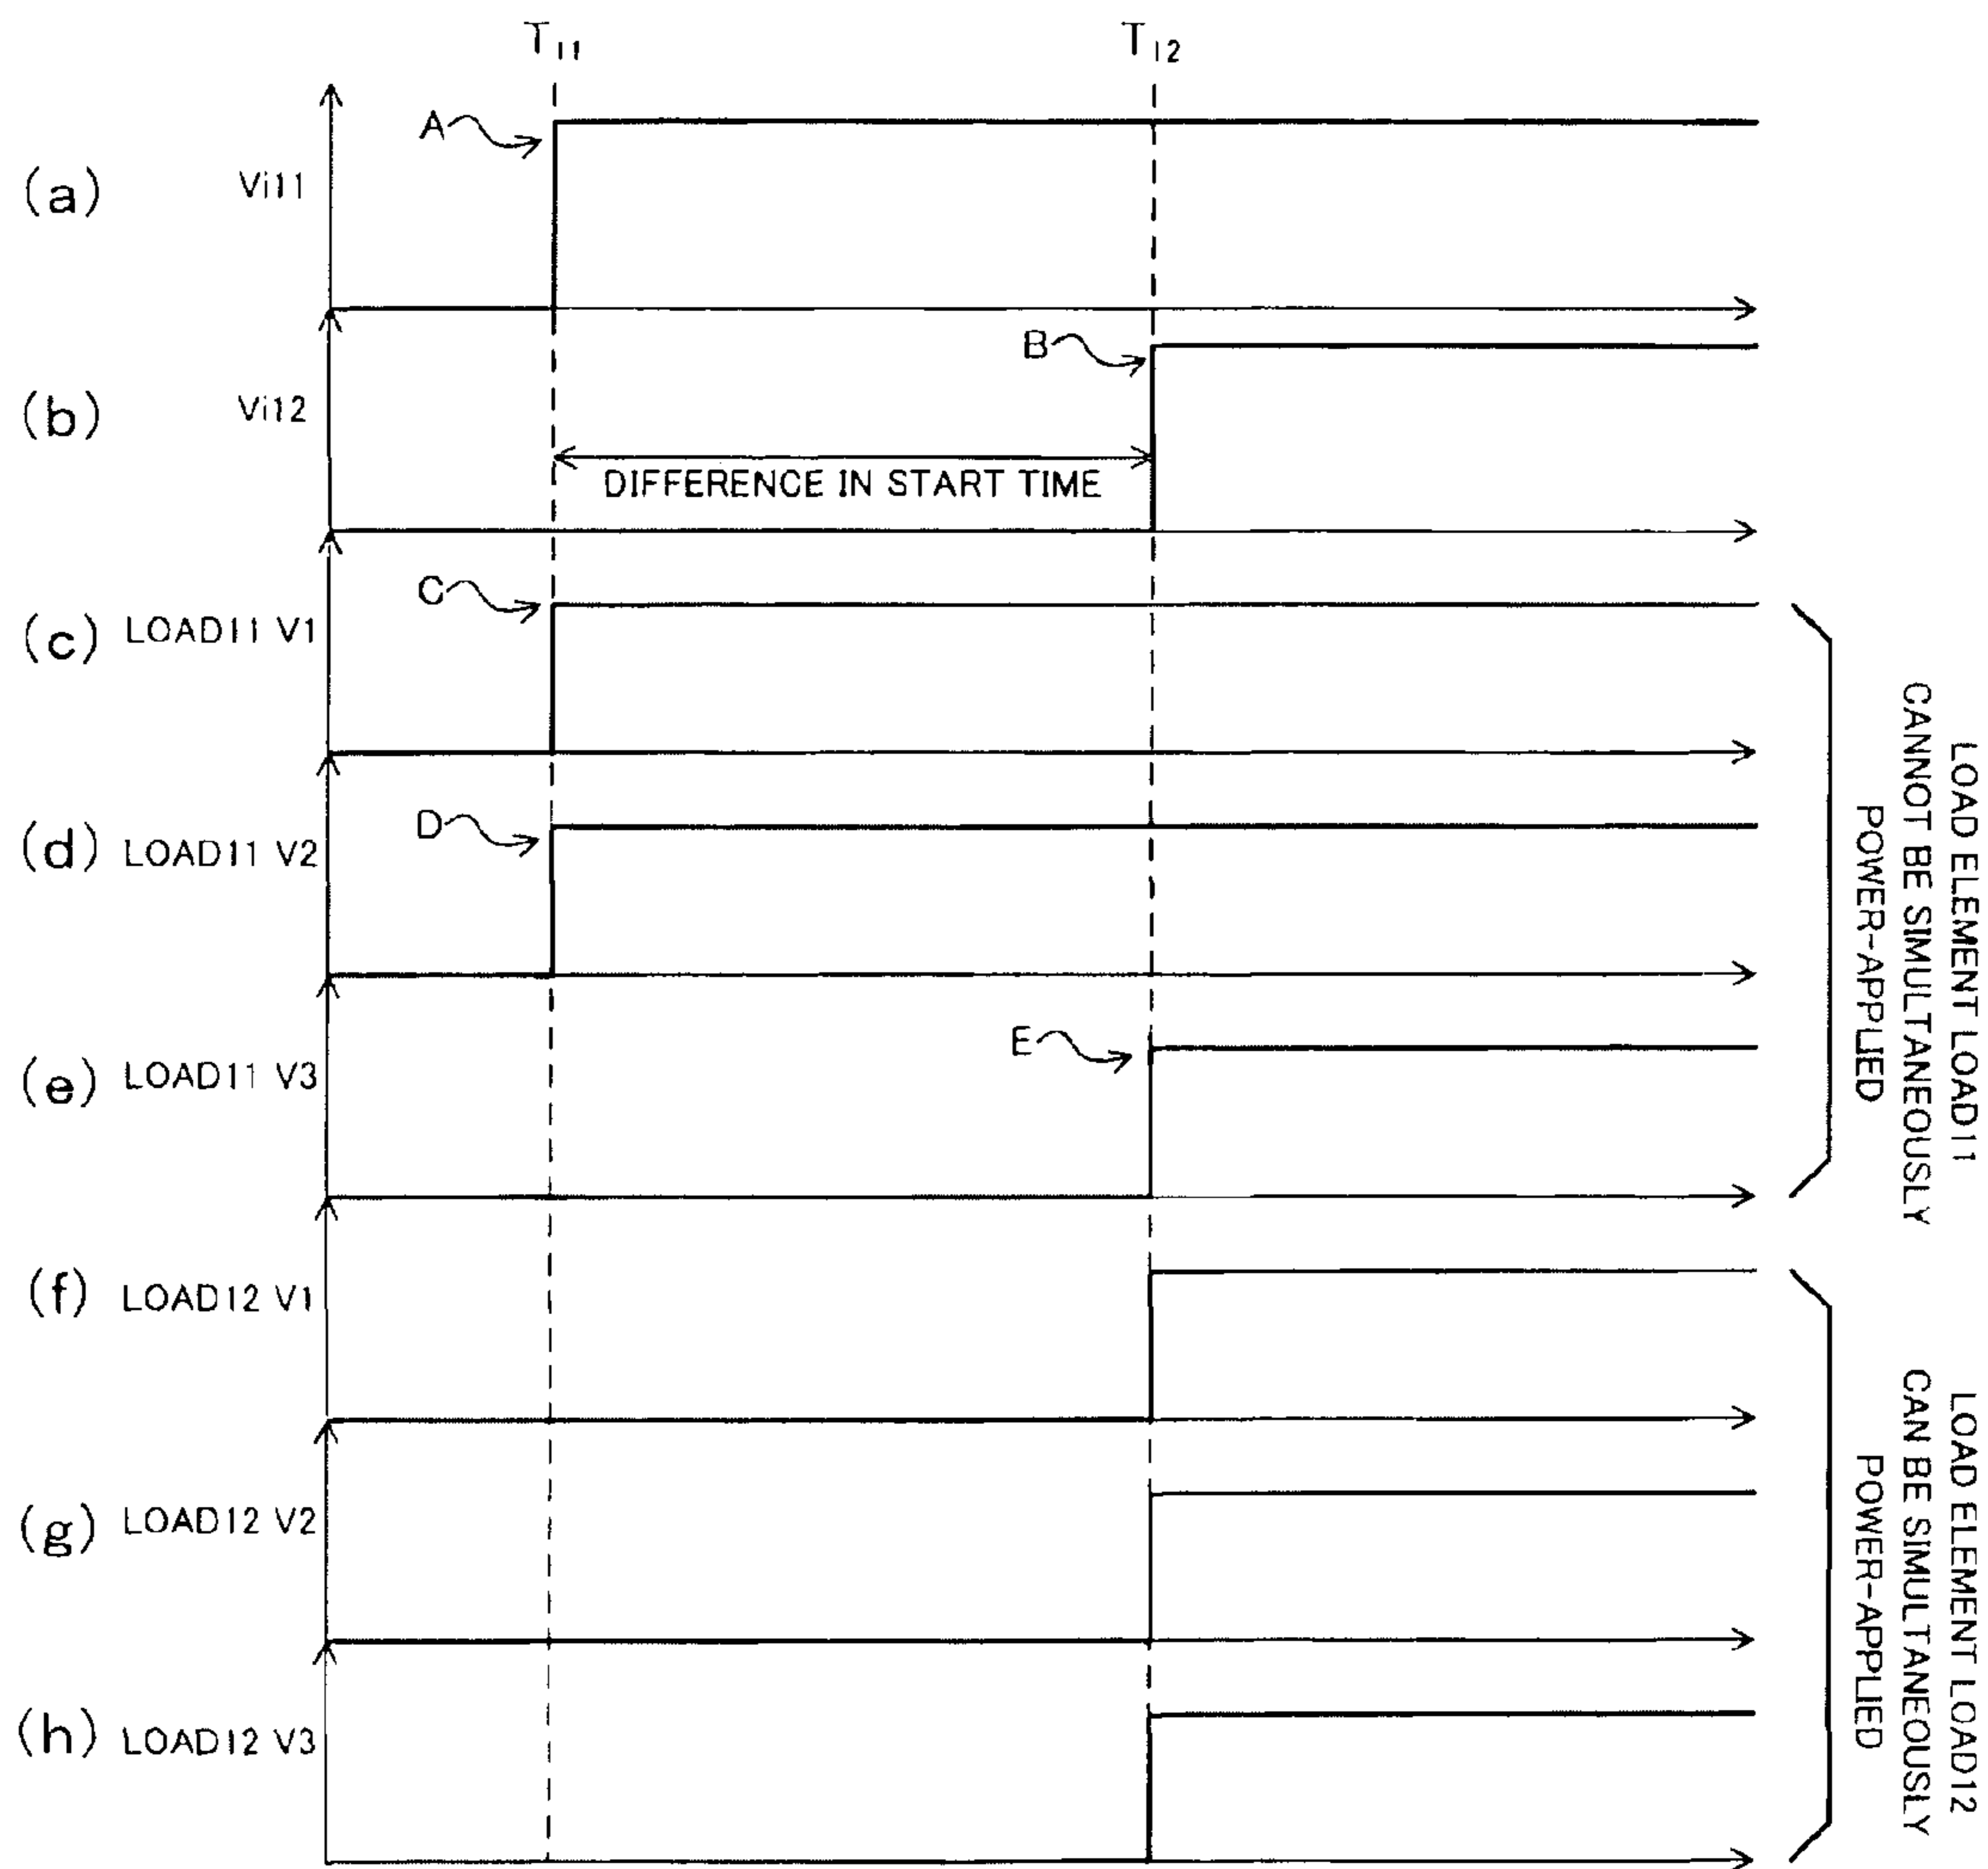 T11 T12
A
(a) Vi11
B
(b) Vi12
DIFFERENCE IN START TIME
C
(c) LOAD11 V1
D
(d) LOAD11 V2
E
(e) LOAD11 V3
LOAD ELEMENT LOAD11
CANNOT BE SIMULTANEOUSLY
POWER-APPLIED
(f) LOAD12 V1
(g) LOAD12 V2
(h) LOAD12 V3
LOAD ELEMENT LOAD12
CAN BE SIMULTANEOUSLY
POWER-APPLIED